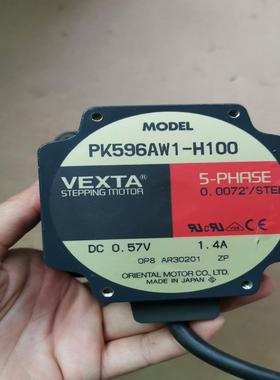 MODEL
PK596AW1-H100
VEXTA®
STEPPING MOTOR
5-PHASE
0.0072°/STEP
DC 0.57V 1.4A
OP8 AR30201 ZP
ORIENTAL MOTOR CO., LTD.
MADE IN JAPAN